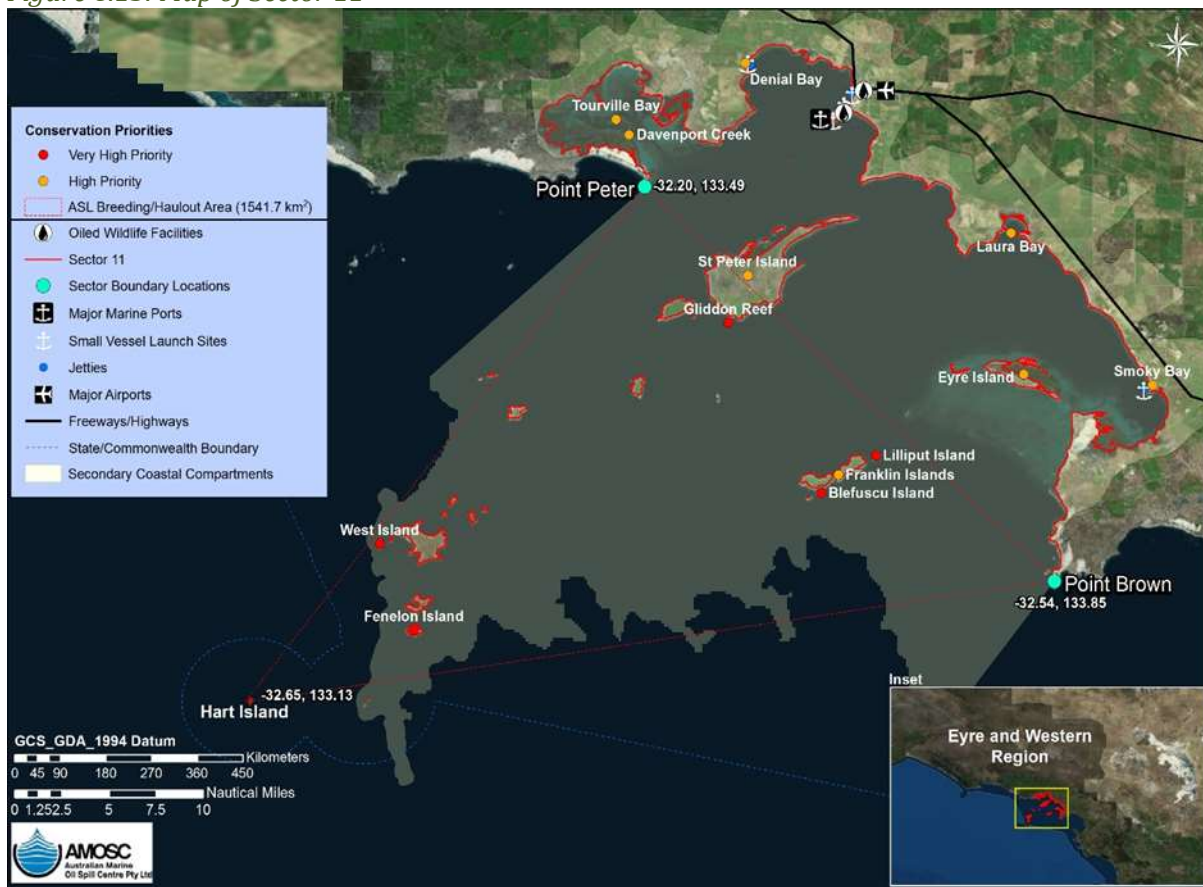 Figure 6.13: Map of Sector 11
Conservation Priorities
Very High Priority
High Priority
ASL Breeding/Haulout Area (1541.7 km²)
Oiled Wildlife Facilities
Sector 11
Sector Boundary Locations
Major Marine Ports
Small Vessel Launch Sites
Jetties
Major Airports
Freeways/Highways
State/Commonwealth Boundary
Secondary Coastal Compartments
Denial Bay
Tourville Bay
Davenport Creek
Point Peter
-32.20, 133.49
Laura Bay
St Peter Island
Gliddon Reef
Eyre Island
Smoky Bay
Lilliput Island
Franklin Islands
Blefuscu Island
West Island
Point Brown
-32.54, 133.85
Fenelon Island
-32.65, 133.13
Hart Island
GCS_GDA_1994 Datum
Kilometers
0 45 90 180 270 360 450
Nautical Miles
0 1.252.5 5 7.5 10
AMOSC
Australian Marine
Oil Spill Centre Pty Ltd
Inset
Eyre and Western
Region